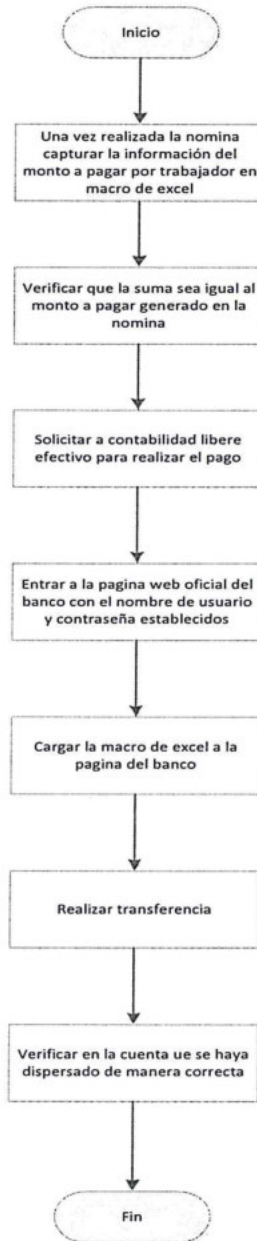 Inicio
Una vez realizada la nomina
capturar la información del
monto a pagar por trabajador en
macro de excel
Verificar que la suma sea igual al
monto a pagar generado en la
nomina
Solicitar a contabilidad libere
efectivo para realizar el pago
Entrar a la pagina web oficial del
banco con el nombre de usuario
y contraseña establecidos
Cargar la macro de excel a la
pagina del banco
Realizar transferencia
Verificar en la cuenta ue se haya
dispersado de manera correcta
Fin